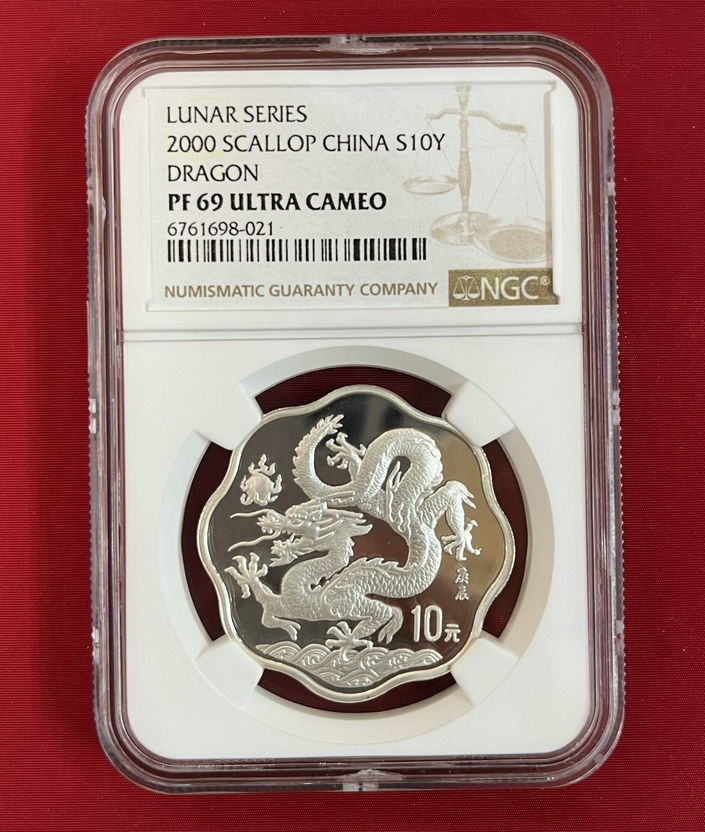 LUNAR SERIES
2000 SCALLOP CHINA S10Y
DRAGON
PF 69 ULTRA CAMEO
6761698-021
NUMISMATIC GUARANTY COMPANY
NGC®
庚辰
10元